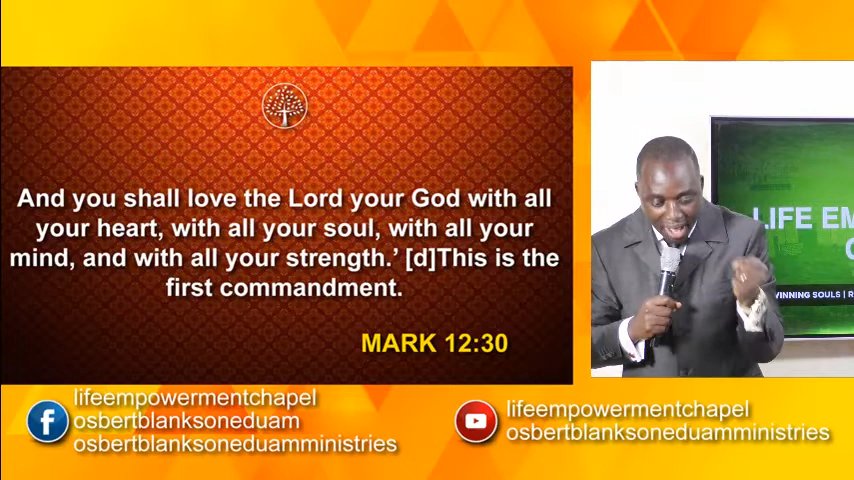 And you shall love the Lord your God with all
your heart, with all your soul, with all your
mind, and with all your strength.’ [d]This is the
first commandment.
MARK 12:30
LIFE EM
WINNING SOULS | R
lifeempowermentchapel
osbertblanksoneduam
osbertblanksoneduamministries
lifeempowermentchapel
osbertblanksoneduamministries